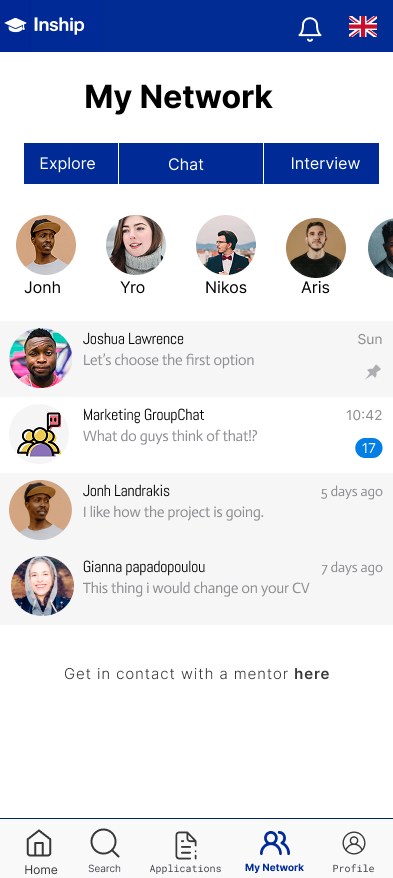 Inship
My Network
Explore Chat Interview
Jonh Yro Nikos Aris
Joshua Lawrence Sun
Let's choose the first option
Marketing GroupChat 10:42
What do guys think of that!? 17
Jonh Landrakis 5 days ago
I like how the project is going.
Gianna papadopoulou 7 days ago
This thing i would change on your CV
Get in contact with a mentor here
Home Search Applications My Network Profile